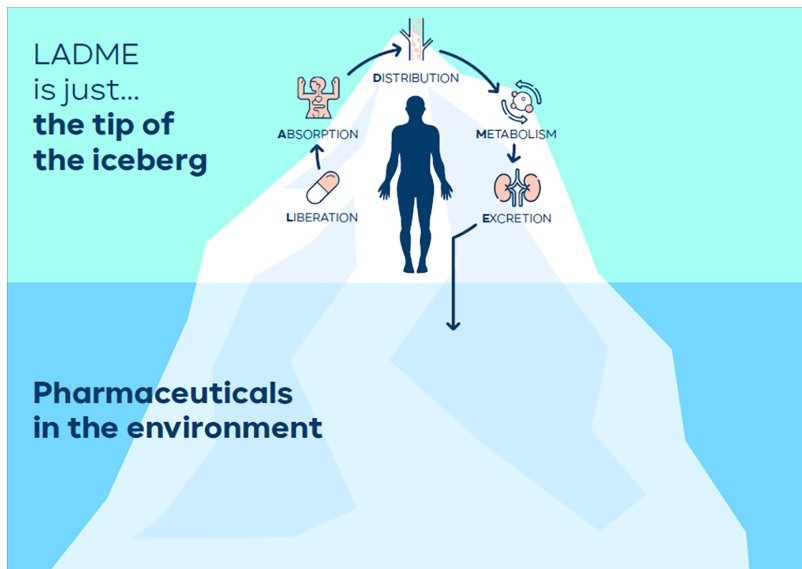 LADME
is just...
the tip of
the iceberg
LIBERATION
ABSORPTION
DISTRIBUTION
METABOLISM
EXCRETION
Pharmaceuticals
in the environment